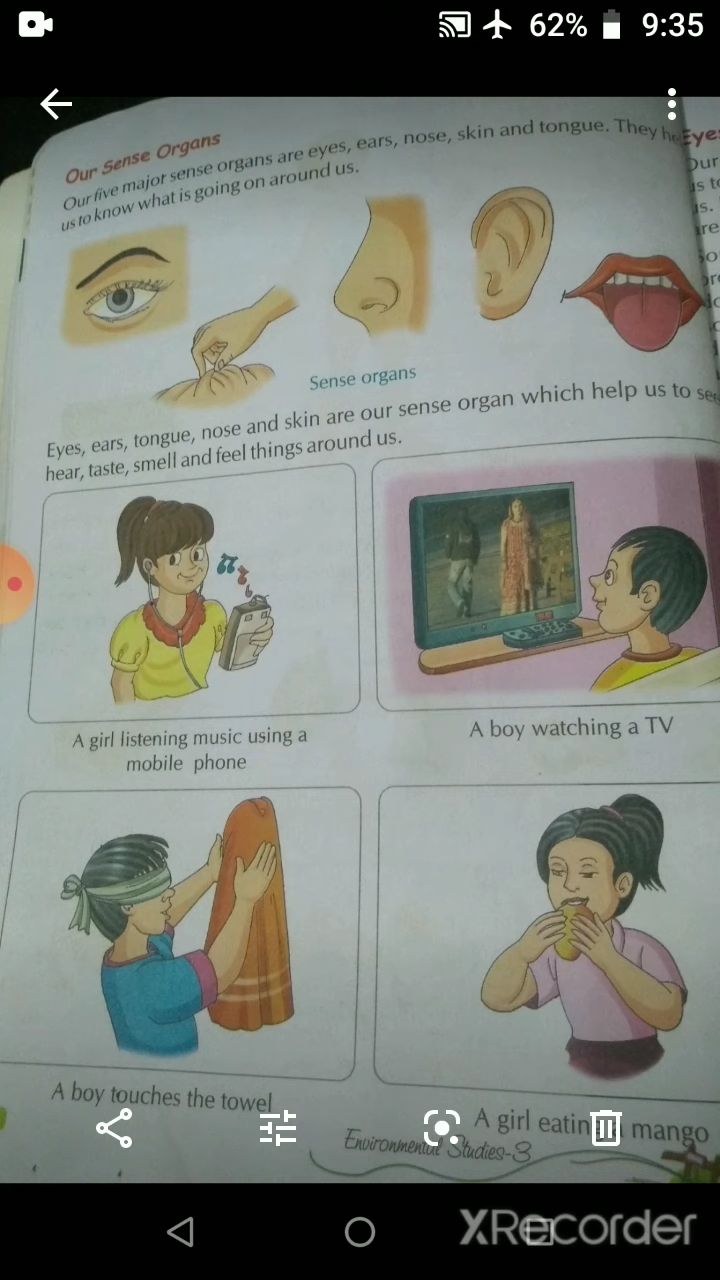 62% 9:35
Our Sense Organs
Our five major sense organs are eyes, ears, nose, skin and tongue. They
us to know what is going on around us.
Sense organs
Eyes, ears, tongue, nose and skin are our sense organ which help us to see
hear, taste, smell and feel things around us.
A girl listening music using a
mobile phone
A boy watching a TV
A boy touches the towel
A girl eating mango
Environmental Studies-3
XRecorder